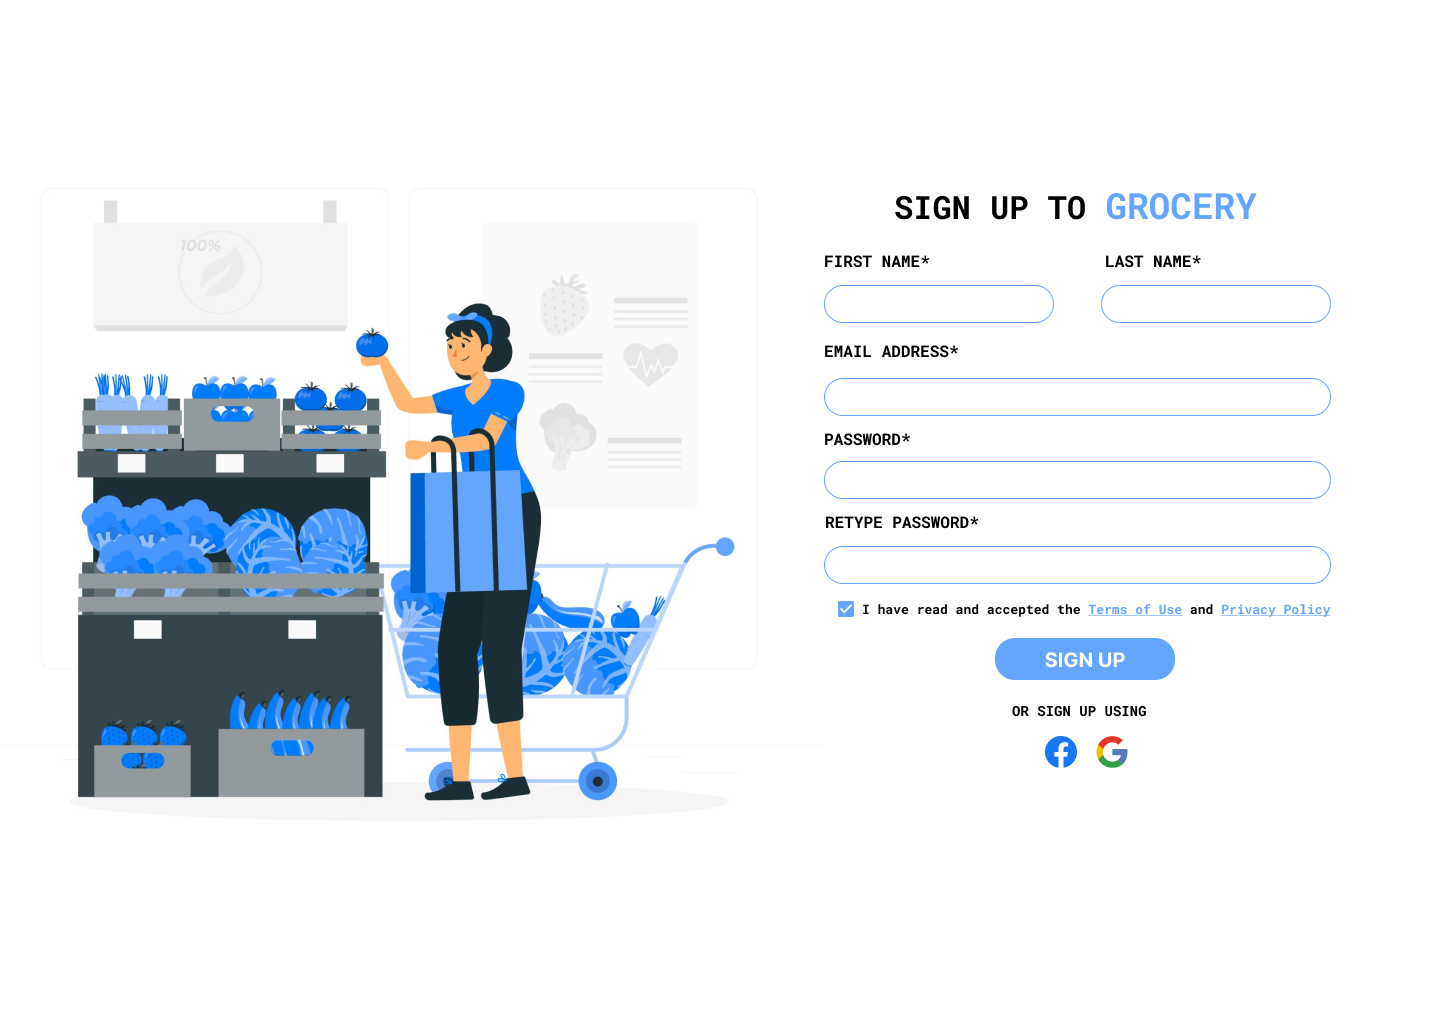 100%
SIGN UP TO GROCERY
FIRST NAME* LAST NAME*
EMAIL ADDRESS*
PASSWORD*
RETYPE PASSWORD*
I have read and accepted the Terms of Use and Privacy Policy
SIGN UP
OR SIGN UP USING